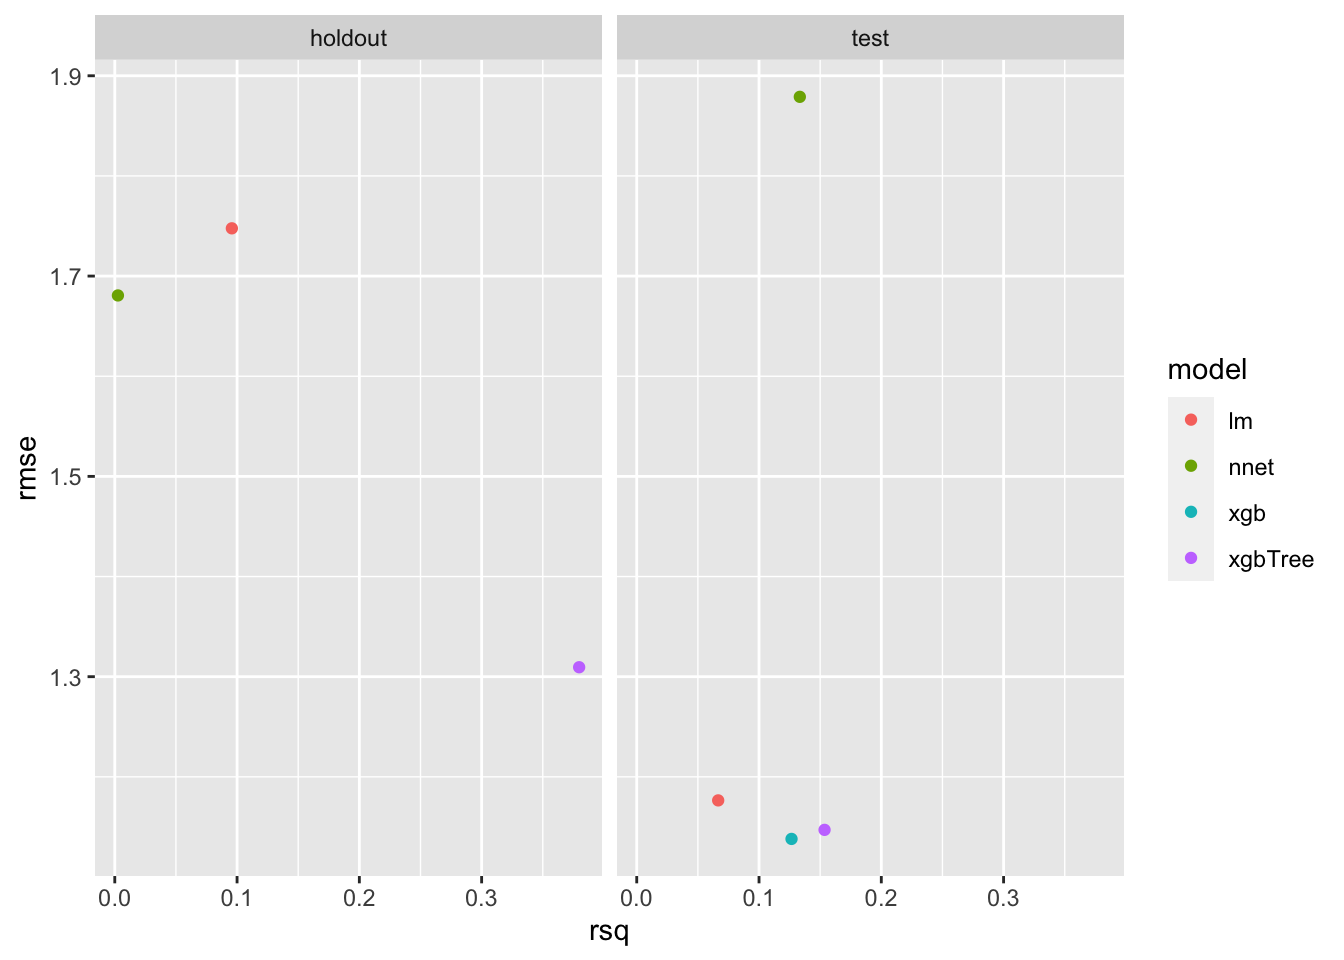 holdout
test
1.9
1.7
1.5
1.3
rmse
0.0 0.1 0.2 0.3
0.0 0.1 0.2 0.3
rsq
model
lm
nnet
xgb
xgbTree